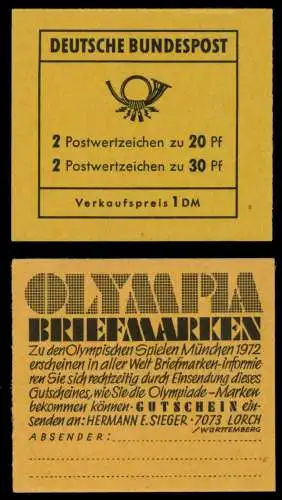 DEUTSCHE BUNDESPOST
2 Postwertzeichen zu 20 Pf
2 Postwertzeichen zu 30 Pf
Verkaufspreis 1 DM
OLYMPIA
BRIEFMARKEN
Zu den Olympischen Spielen München 1972
erscheinen in aller Welt Briefmarken-informie
ren Sie sich rechtzeitig durch Einsendung dieses
Gutscheines, wie Sie die Olympiade-Marken
bekommen können· GUTSCHEIN ein-
senden an: HERMANN E. SIEGER · 7073 LORCH
/WÜRTTEMBERG
ABSENDER: